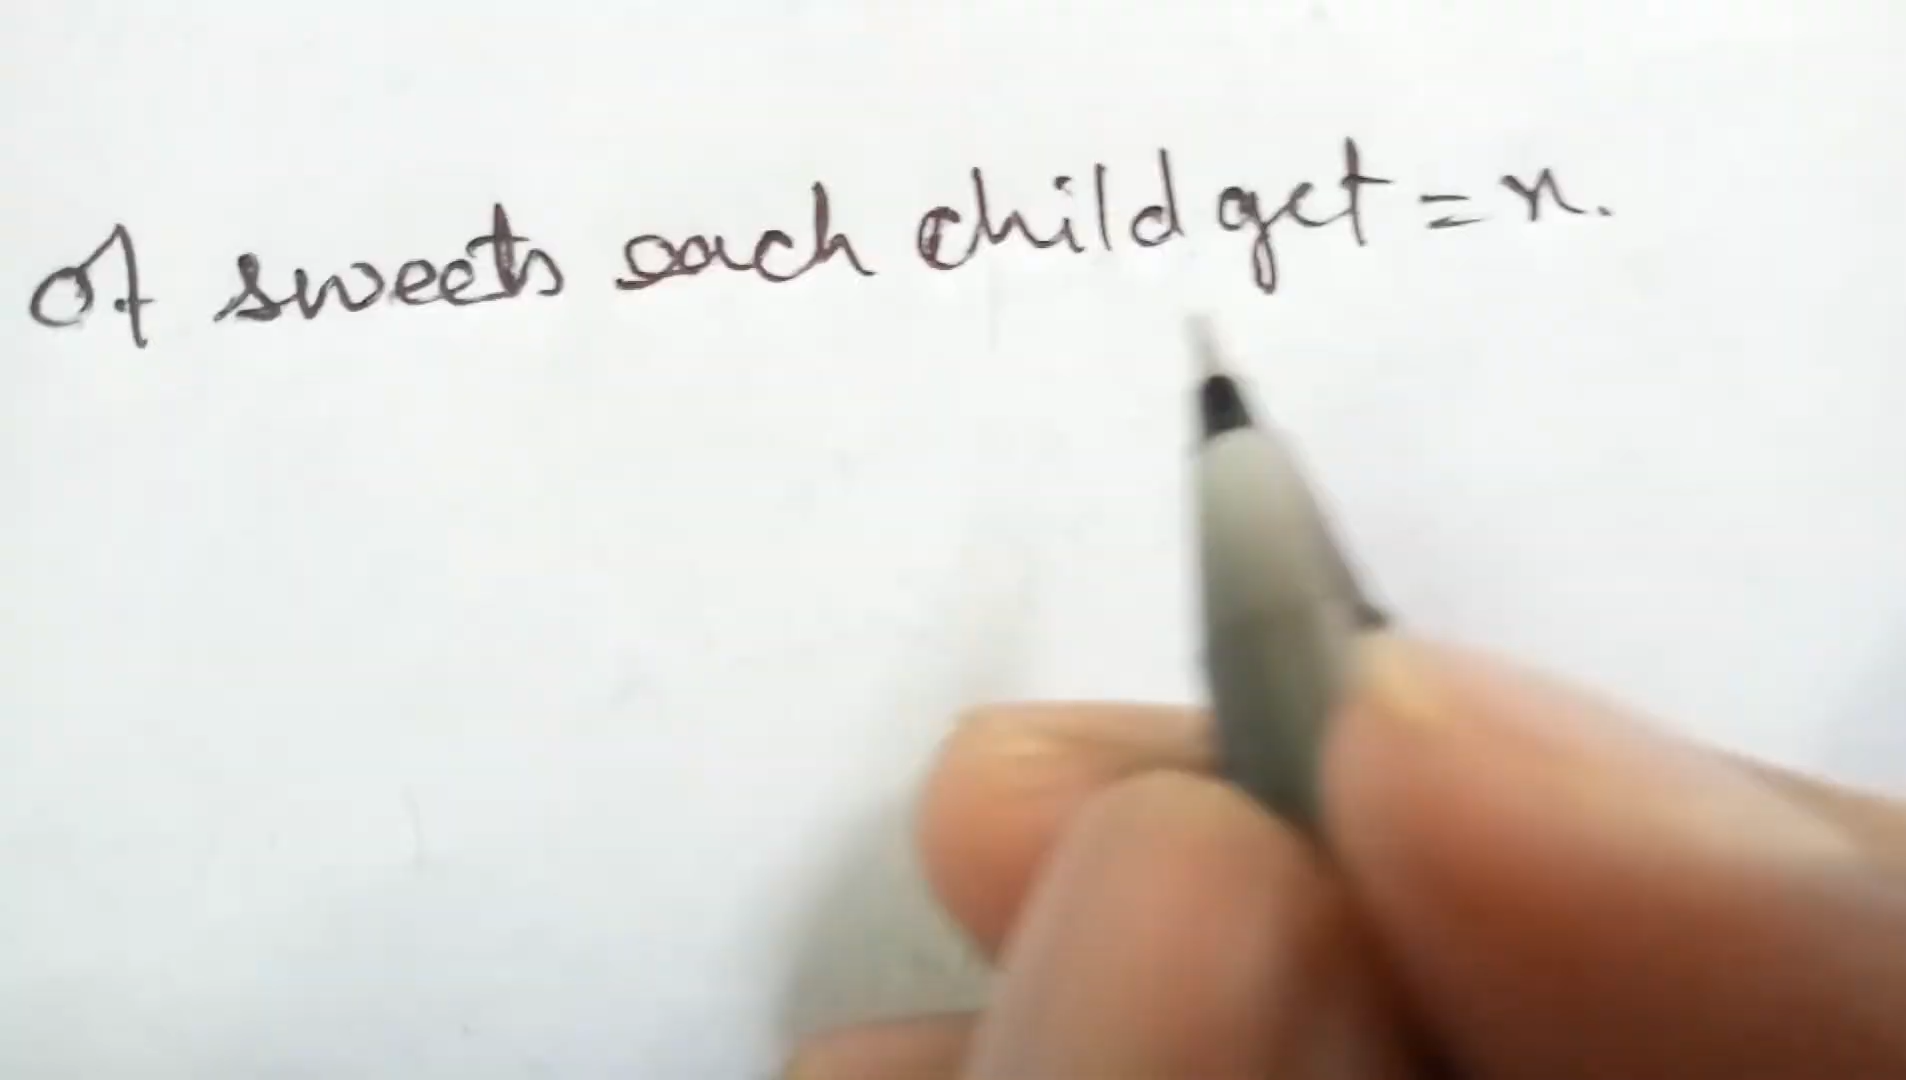 of sweets each child get = x.